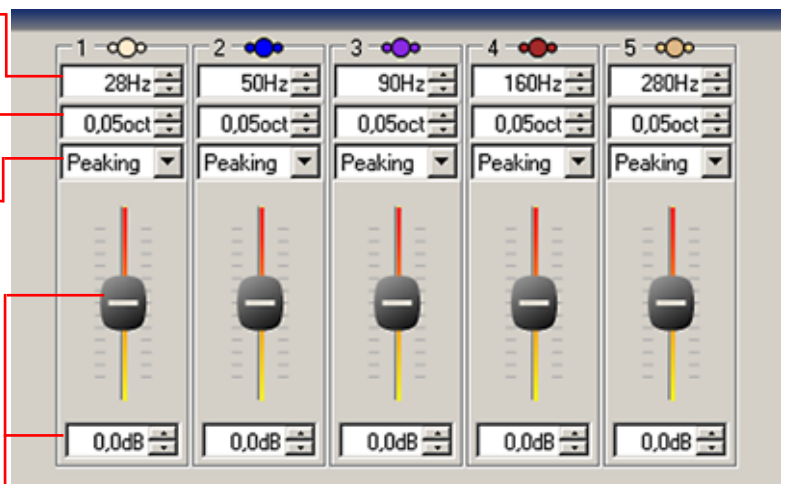 1 2 3 4 5
28Hz 50Hz 90Hz 160Hz 280Hz
0,05oct 0,05oct 0,05oct 0,05oct 0,05oct
Peaking Peaking Peaking Peaking Peaking
0,0dB 0,0dB 0,0dB 0,0dB 0,0dB